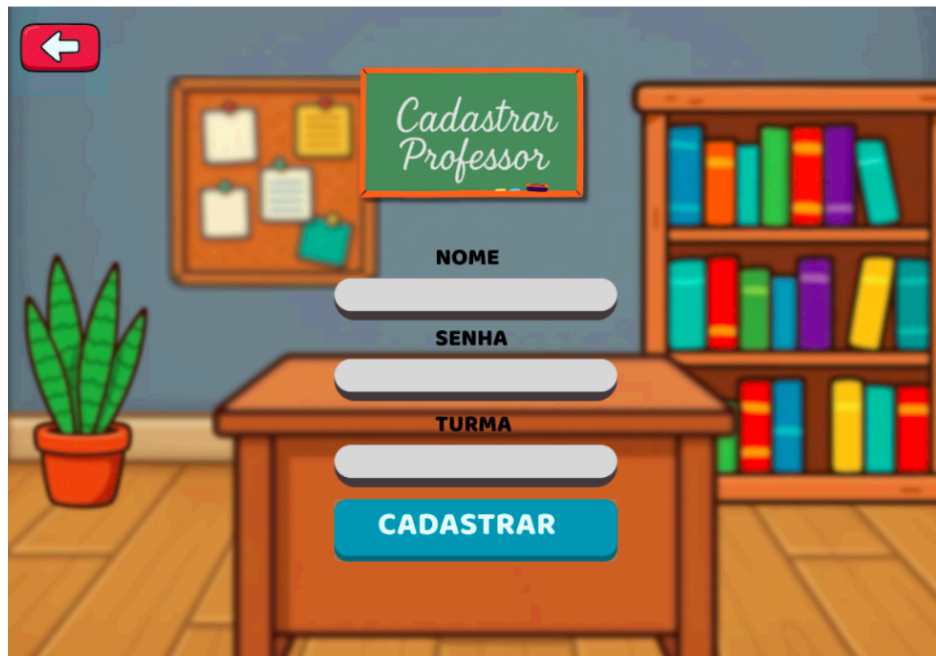 Cadastrar
Professor
NOME
SENHA
TURMA
CADASTRAR